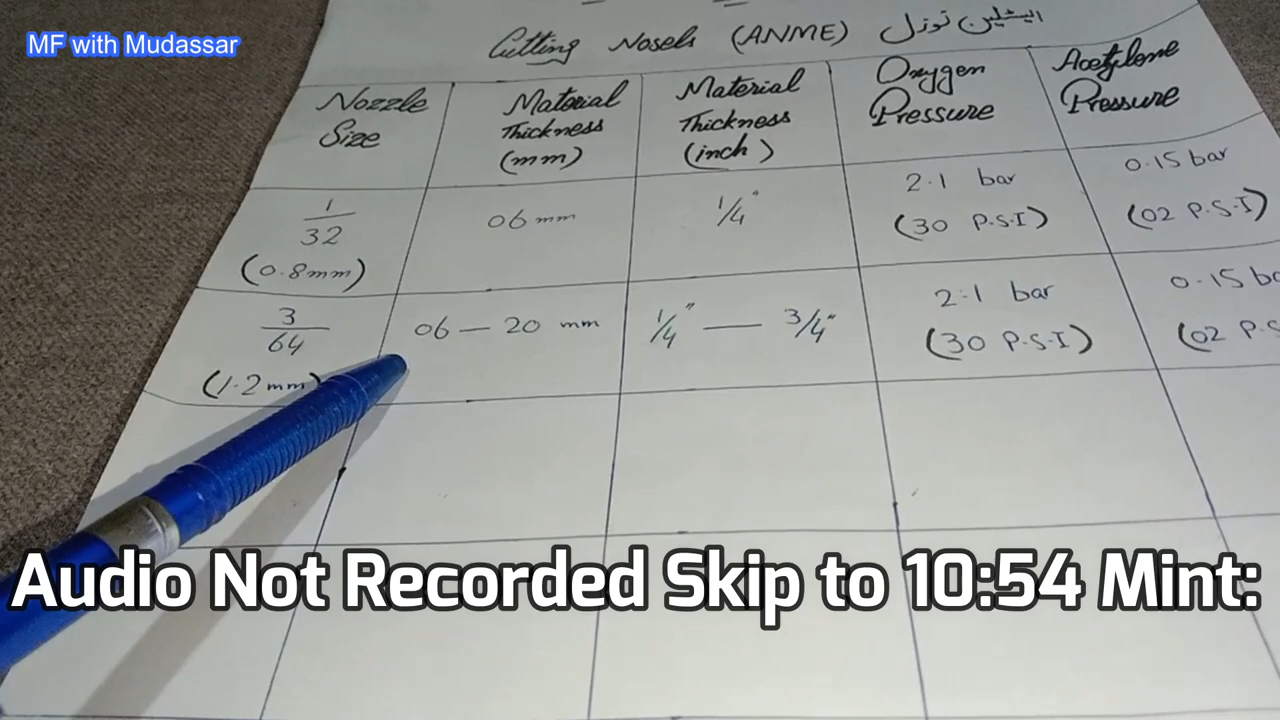 MF with Mudassar
Cutting Nosels (ANME) ایسٹلین نوزل
Nozzle Size
Material Thickness (mm)
Material Thickness (inch)
Oxygen Pressure
Acetylene Pressure
1/32 (0.8mm)
06 mm
1/4"
2.1 bar (30 P.S.I)
0.15 bar (02 P.S.I)
3/64 (1.2mm)
06 — 20 mm
1/4" — 3/4"
2.1 bar (30 P.S.I)
0.15 ba
(02 P.S
Audio Not Recorded Skip to 10:54 Mint: